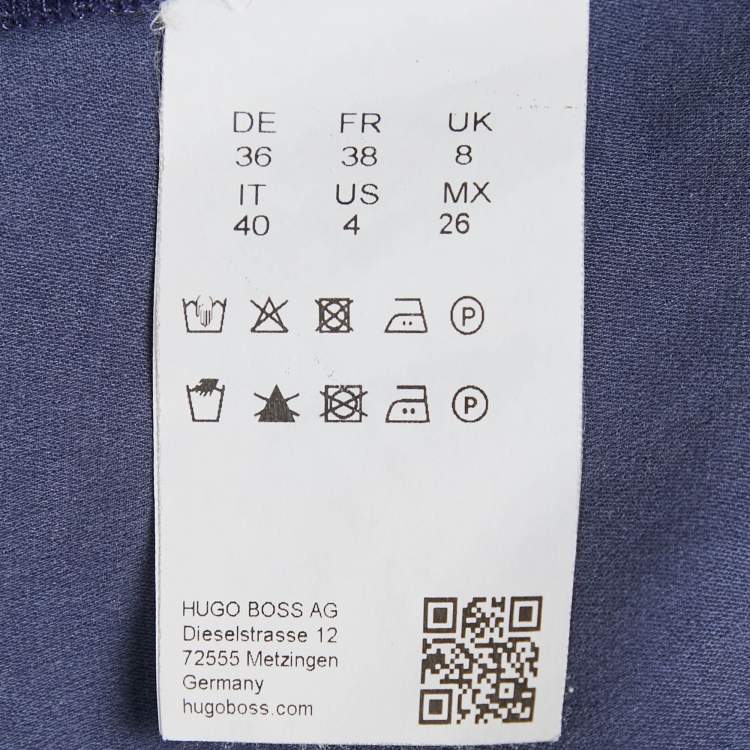 DE FR UK
36 38 8
IT US MX
40 4 26
P
P
HUGO BOSS AG
Dieselstrasse 12
72555 Metzingen
Germany
hugoboss.com